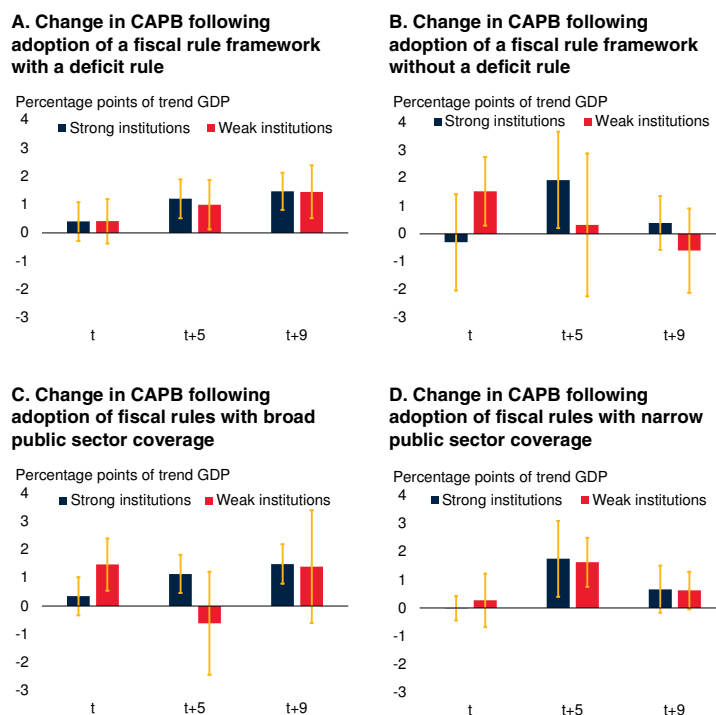 A. Change in CAPB following
adoption of a fiscal rule framework
with a deficit rule
Percentage points of trend GDP
4
Strong institutions Weak institutions
3
2
1
0
-1
-2
-3
t t+5 t+9
B. Change in CAPB following
adoption of a fiscal rule framework
without a deficit rule
Percentage points of trend GDP
4
Strong institutions Weak institutions
3
2
1
0
-1
-2
-3
t t+5 t+9
C. Change in CAPB following
adoption of fiscal rules with broad
public sector coverage
Percentage points of trend GDP
4
Strong institutions Weak institutions
3
2
1
0
-1
-2
-3
t t+5 t+9
D. Change in CAPB following
adoption of fiscal rules with narrow
public sector coverage
Percentage points of trend GDP
4
Strong institutions Weak institutions
3
2
1
0
-1
-2
-3
t t+5 t+9